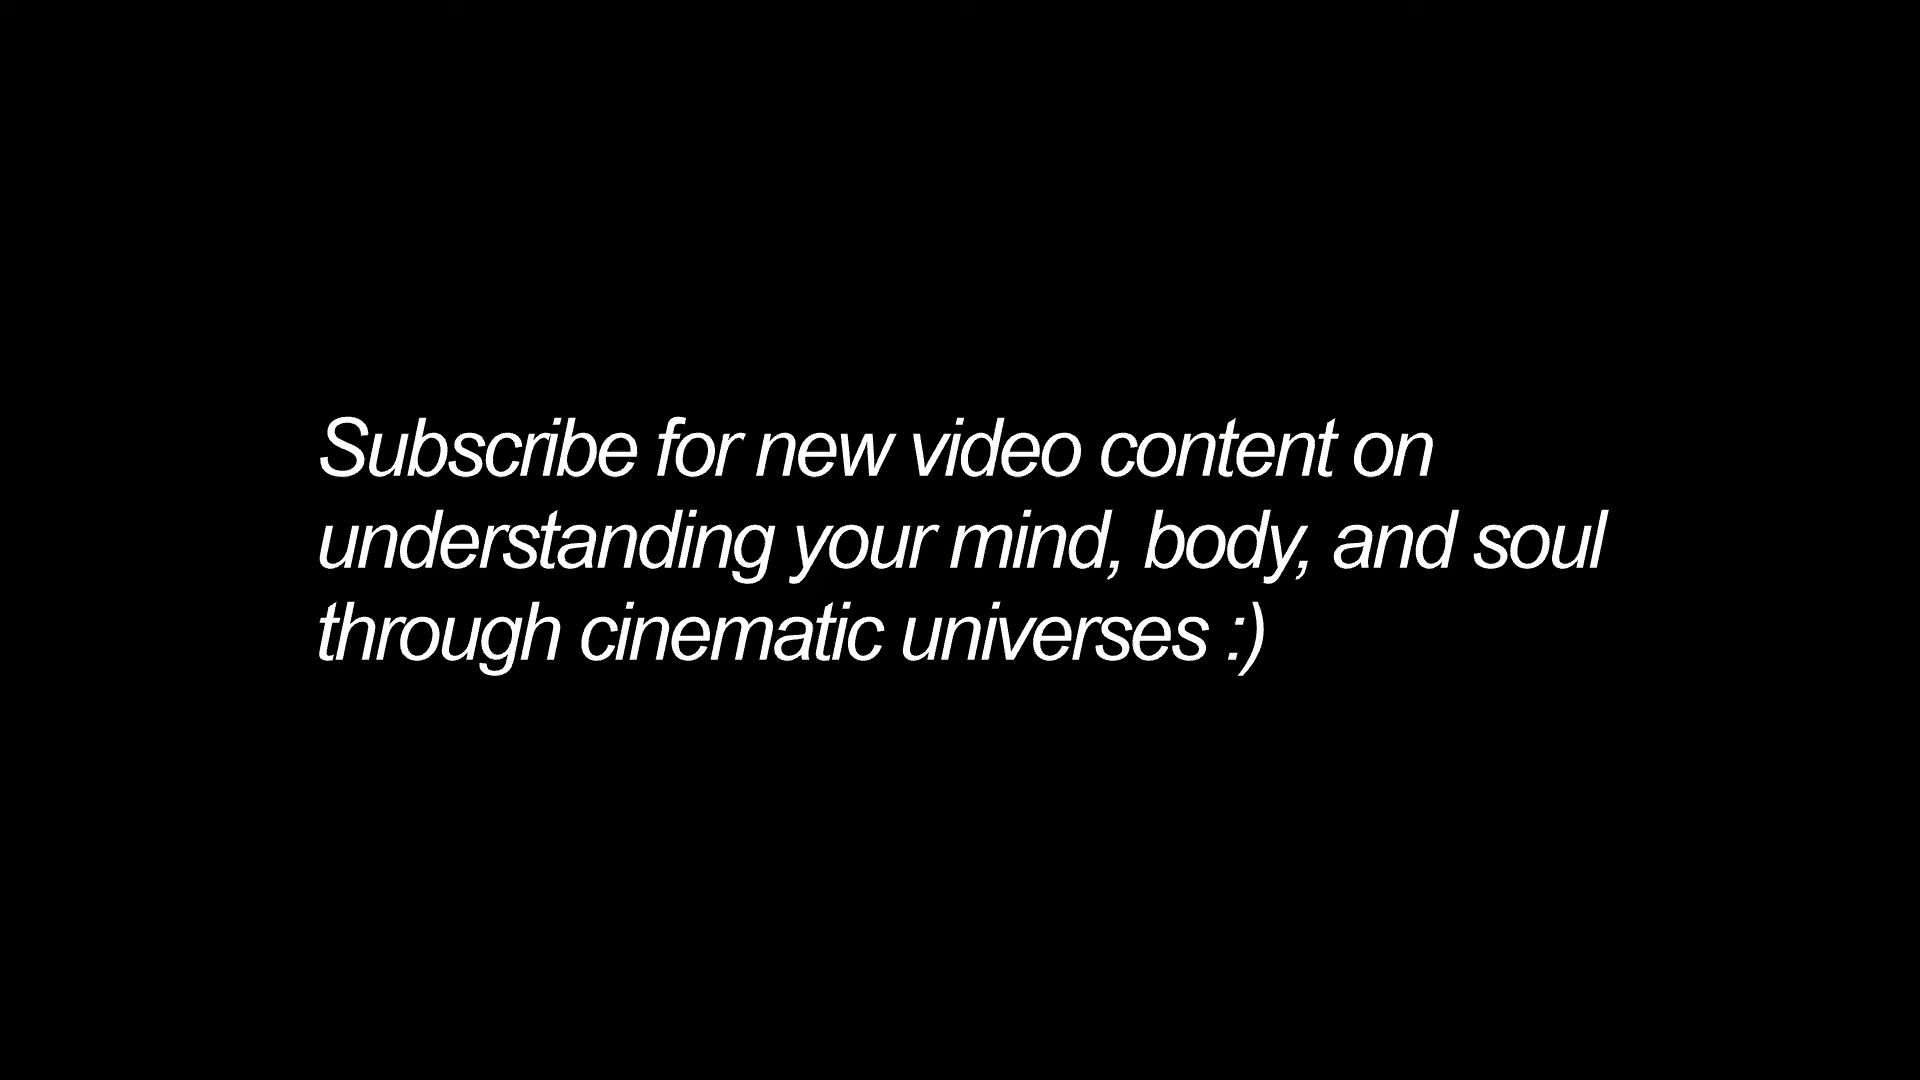 Subscribe for new video content on
understanding your mind, body, and soul
through cinematic universes :)